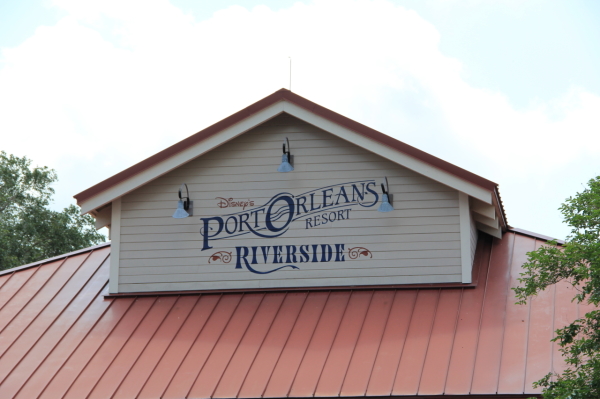 Disney's
PORT ORLEANS
RESORT
RIVERSIDE